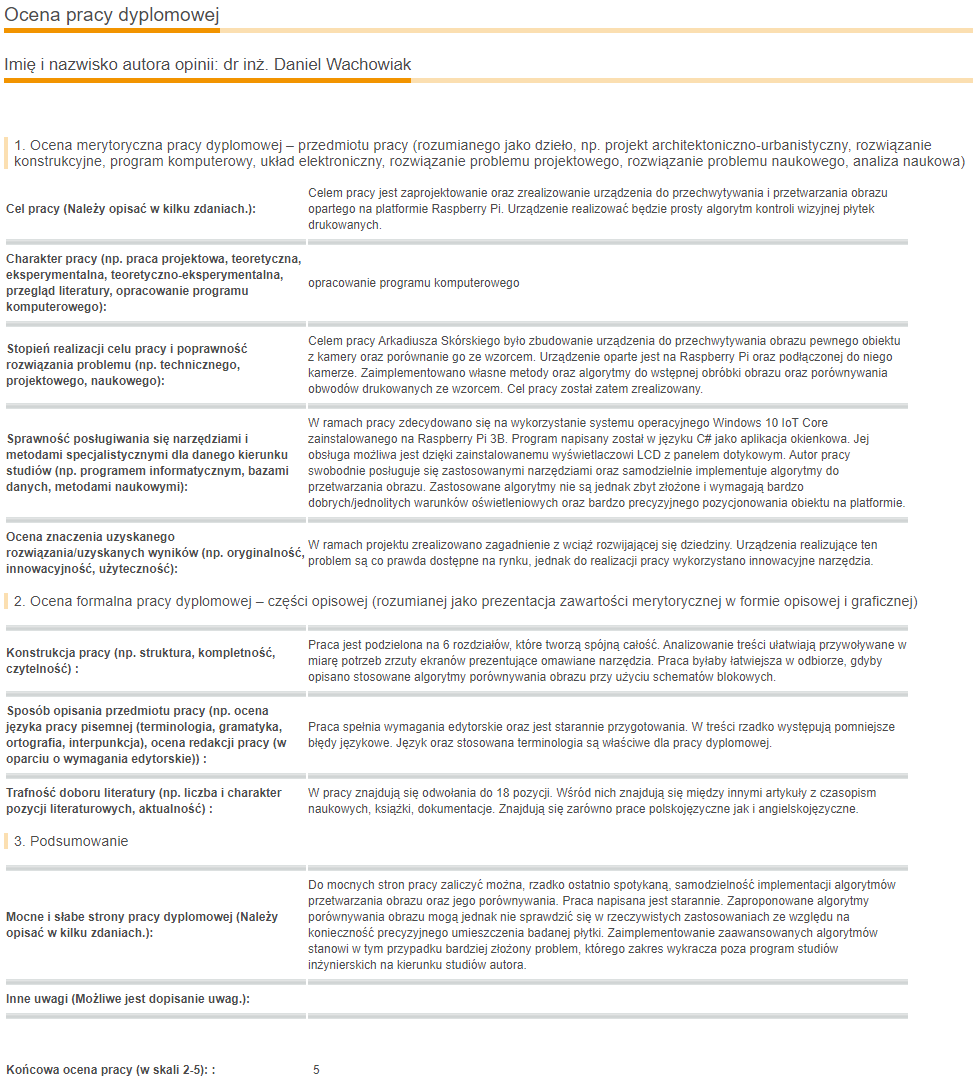 Ocena pracy dyplomowej
Imię i nazwisko autora opinii: dr inż. Daniel Wachowiak
1. Ocena merytoryczna pracy dyplomowej – przedmiotu pracy (rozumianego jako dzieło, np. projekt architektoniczno-urbanistyczny, rozwiązanie
konstrukcyjne, program komputerowy, układ elektroniczny, rozwiązanie problemu projektowego, rozwiązanie problemu naukowego, analiza naukowa)
Cel pracy (Należy opisać w kilku zdaniach.):
Celem pracy jest zaprojektowanie oraz zrealizowanie urządzenia do przechwytywania i przetwarzania obrazu
opartego na platformie Raspberry Pi. Urządzenie realizować będzie prosty algorytm kontroli wizyjnej płytek
drukowanych.
Charakter pracy (np. praca projektowa, teoretyczna,
eksperymentalna, teoretyczno-eksperymentalna,
przegląd literatury, opracowanie programu
komputerowego):
opracowanie programu komputerowego
Stopień realizacji celu pracy i poprawność
rozwiązania problemu (np. technicznego,
projektowego, naukowego):
Celem pracy Arkadiusza Skórskiego było zbudowanie urządzenia do przechwytywania obrazu pewnego obiektu
z kamery oraz porównanie go ze wzorcem. Urządzenie oparte jest na Raspberry Pi oraz podłączonej do niego
kamerze. Zaimplementowano własne metody oraz algorytmy do wstępnej obróbki obrazu oraz porównywania
obwodów drukowanych ze wzorcem. Cel pracy został zatem zrealizowany.
Sprawność posługiwania się narzędziami i
metodami specjalistycznymi dla danego kierunku
studiów (np. programem informatycznym, bazami
danych, metodami naukowymi):
W ramach pracy zdecydowano się na wykorzystanie systemu operacyjnego Windows 10 IoT Core
zainstalowanego na Raspberry Pi 3B. Program napisany został w języku C# jako aplikacja okienkowa. Jej
obsługa możliwa jest dzięki zainstalowanemu wyświetlaczowi LCD z panelem dotykowym. Autor pracy
swobodnie posługuje się zastosowanymi narzędziami oraz samodzielnie implementuje algorytmy do
przetwarzania obrazu. Zastosowane algorytmy nie są jednak zbyt złożone i wymagają bardzo
dobrych/jednolitych warunków oświetleniowych oraz bardzo precyzyjnego pozycjonowania obiektu na platformie.
Ocena znaczenia uzyskanego
rozwiązania/uzyskanych wyników (np. oryginalność,
innowacyjność, użyteczność):
W ramach projektu zrealizowano zagadnienie z wciąż rozwijającej się dziedziny. Urządzenia realizujące ten
problem są co prawda dostępne na rynku, jednak do realizacji pracy wykorzystano innowacyjne narzędzia.
2. Ocena formalna pracy dyplomowej – części opisowej (rozumianej jako prezentacja zawartości merytorycznej w formie opisowej i graficznej)
Konstrukcja pracy (np. struktura, kompletność,
czytelność) :
Praca jest podzielona na 6 rozdziałów, które tworzą spójną całość. Analizowanie treści ułatwiają przywoływane w
miarę potrzeb zrzuty ekranów prezentujące omawiane narzędzia. Praca byłaby łatwiejsza w odbiorze, gdyby
opisano stosowane algorytmy porównywania obrazu przy użyciu schematów blokowych.
Sposób opisania przedmiotu pracy (np. ocena
języka pracy pisemnej (terminologia, gramatyka,
ortografia, interpunkcja), ocena redakcji pracy (w
oparciu o wymagania edytorskie)) :
Praca spełnia wymagania edytorskie oraz jest starannie przygotowania. W treści rzadko występują pomniejsze
błędy językowe. Język oraz stosowana terminologia są właściwe dla pracy dyplomowej.
Trafność doboru literatury (np. liczba i charakter
pozycji literaturowych, aktualność) :
W pracy znajdują się odwołania do 18 pozycji. Wśród nich znajdują się między innymi artykuły z czasopism
naukowych, książki, dokumentacje. Znajdują się zarówno prace polskojęzyczne jak i angielskojęzyczne.
3. Podsumowanie
Mocne i słabe strony pracy dyplomowej (Należy
opisać w kilku zdaniach.):
Do mocnych stron pracy zaliczyć można, rzadko ostatnio spotykaną, samodzielność implementacji algorytmów
przetwarzania obrazu oraz jego porównywania. Praca napisana jest starannie. Zaproponowane algorytmy
porównywania obrazu mogą jednak nie sprawdzić się w rzeczywistych zastosowaniach ze względu na
konieczność precyzyjnego umieszczenia badanej płytki. Zaimplementowanie zaawansowanych algorytmów
stanowi w tym przypadku bardziej złożony problem, którego zakres wykracza poza program studiów
inżynierskich na kierunku studiów autora.
Inne uwagi (Możliwe jest dopisanie uwag.):
Końcowa ocena pracy (w skali 2-5): : 5